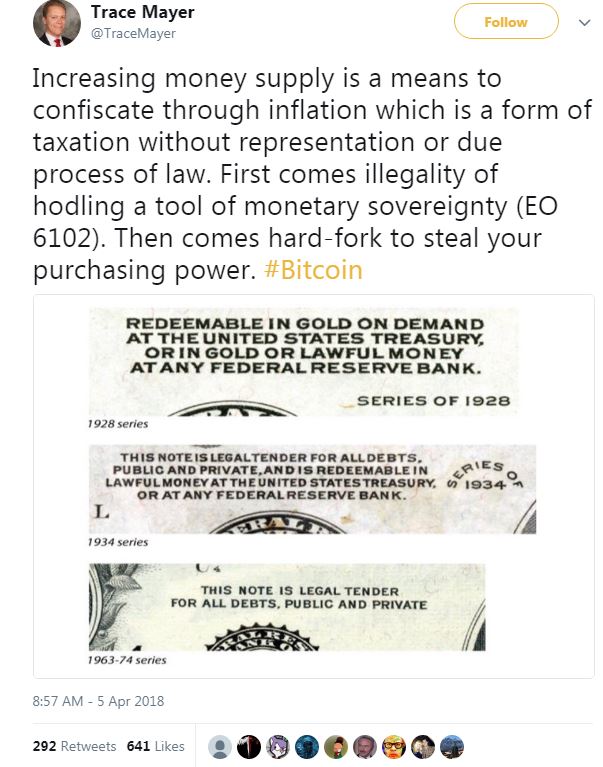 Trace Mayer
@TraceMayer
Follow
Increasing money supply is a means to
confiscate through inflation which is a form of
taxation without representation or due
process of law. First comes illegality of
hodling a tool of monetary sovereignty (EO
6102). Then comes hard-fork to steal your
purchasing power. #Bitcoin
REDEEMABLE IN GOLD ON DEMAND
AT THE UNITED STATES TREASURY,
OR IN GOLD OR LAWFUL MONEY
AT ANY FEDERAL RESERVE BANK.
SERIES OF 1928
1928 series
THIS NOTE IS LEGAL TENDER FOR ALL DEBTS,
PUBLIC AND PRIVATE, AND IS REDEEMABLE IN
LAWFUL MONEY AT THE UNITED STATES TREASURY,
OR AT ANY FEDERAL RESERVE BANK.
SERIES OF
1934
L
1934 series
THIS NOTE IS LEGAL TENDER
FOR ALL DEBTS, PUBLIC AND PRIVATE
1963-74 series
8:57 AM - 5 Apr 2018
292 Retweets 641 Likes